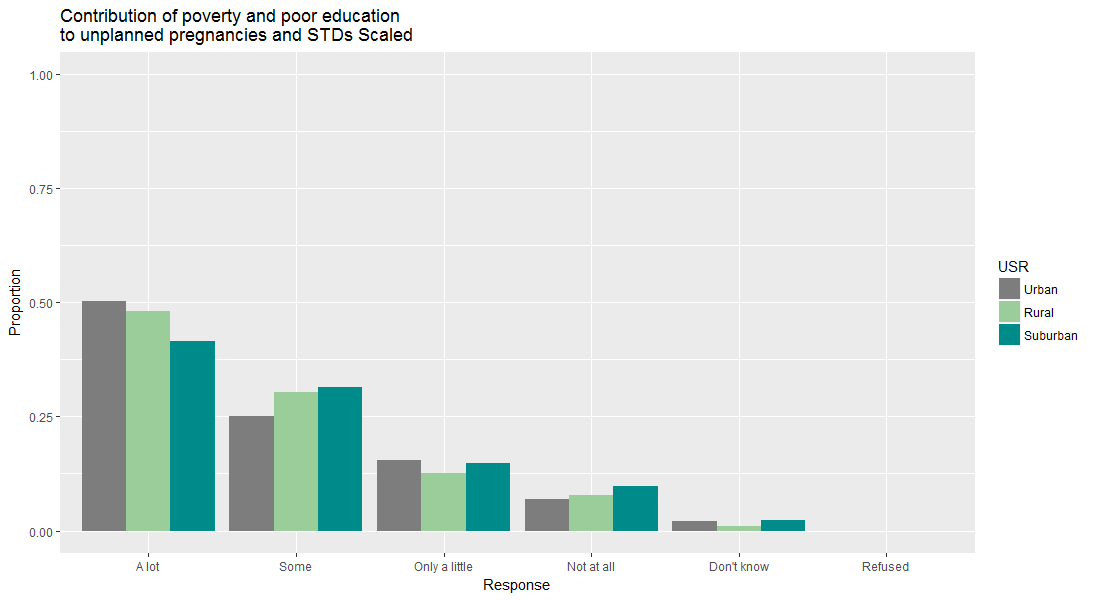 Contribution of poverty and poor education
to unplanned pregnancies and STDs Scaled
1.00
0.75
0.50
0.25
0.00
Proportion
A lot
Some
Only a little
Not at all
Don't know
Refused
Response
USR
Urban
Rural
Suburban